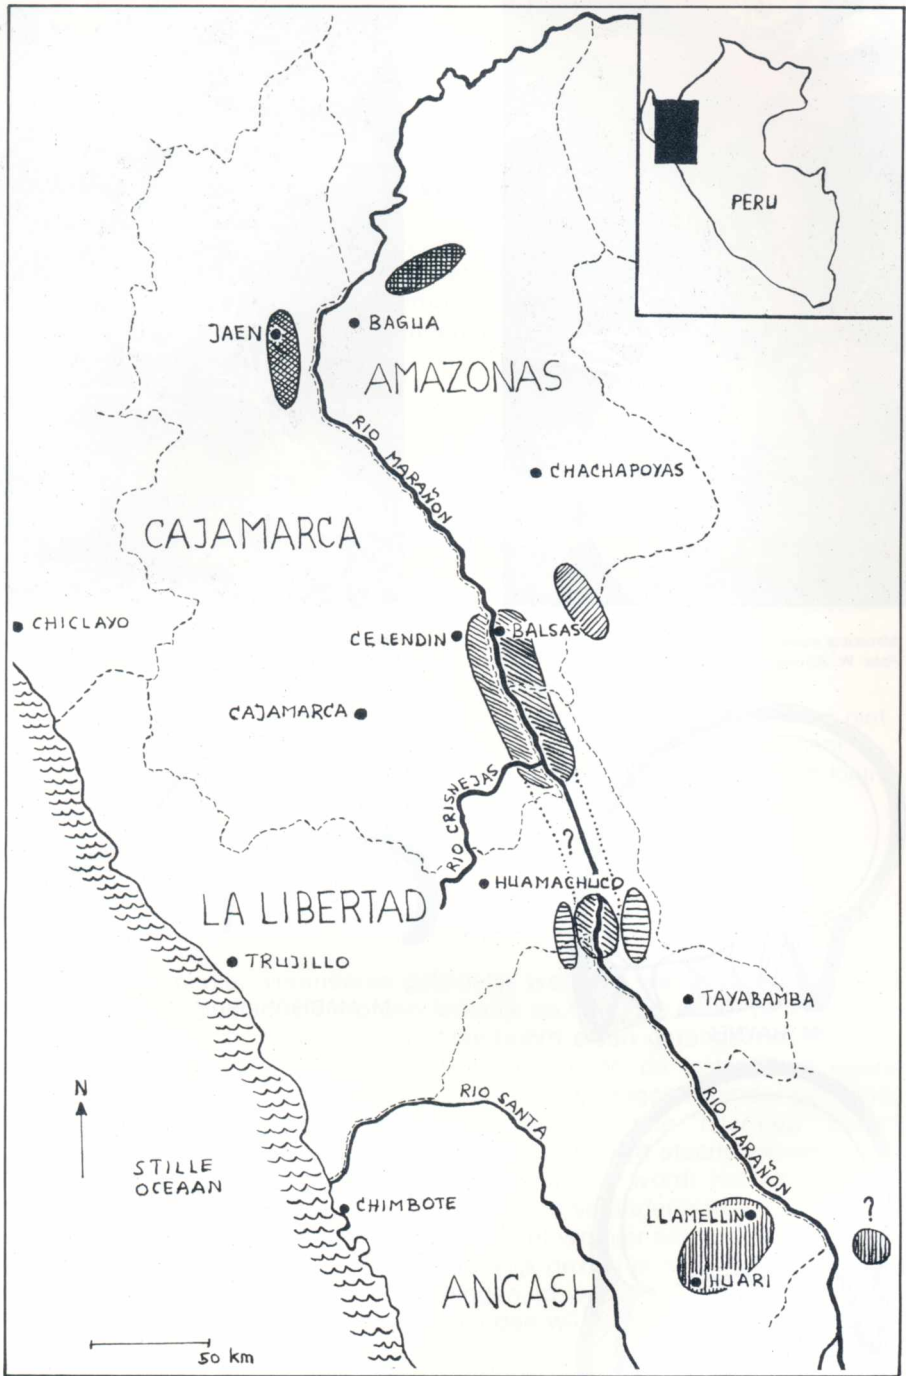 PERU
JAEN
BAGUA
AMAZONAS
RIO MARAÑON
CHACHAPOYAS
CAJAMARCA
CHICLAYO
CELENDIN
BALSAS
CAJAMARCA
RIO CRISNEJAS
?
HUAMACHUCO
LA LIBERTAD
TRUJILLO
TAYABAMBA
N
RIO SANTA
RIO MARAÑON
STILLE
OCEAAN
CHIMBOTE
LLAMELLIN
?
HUARI
ANCASH
50 km